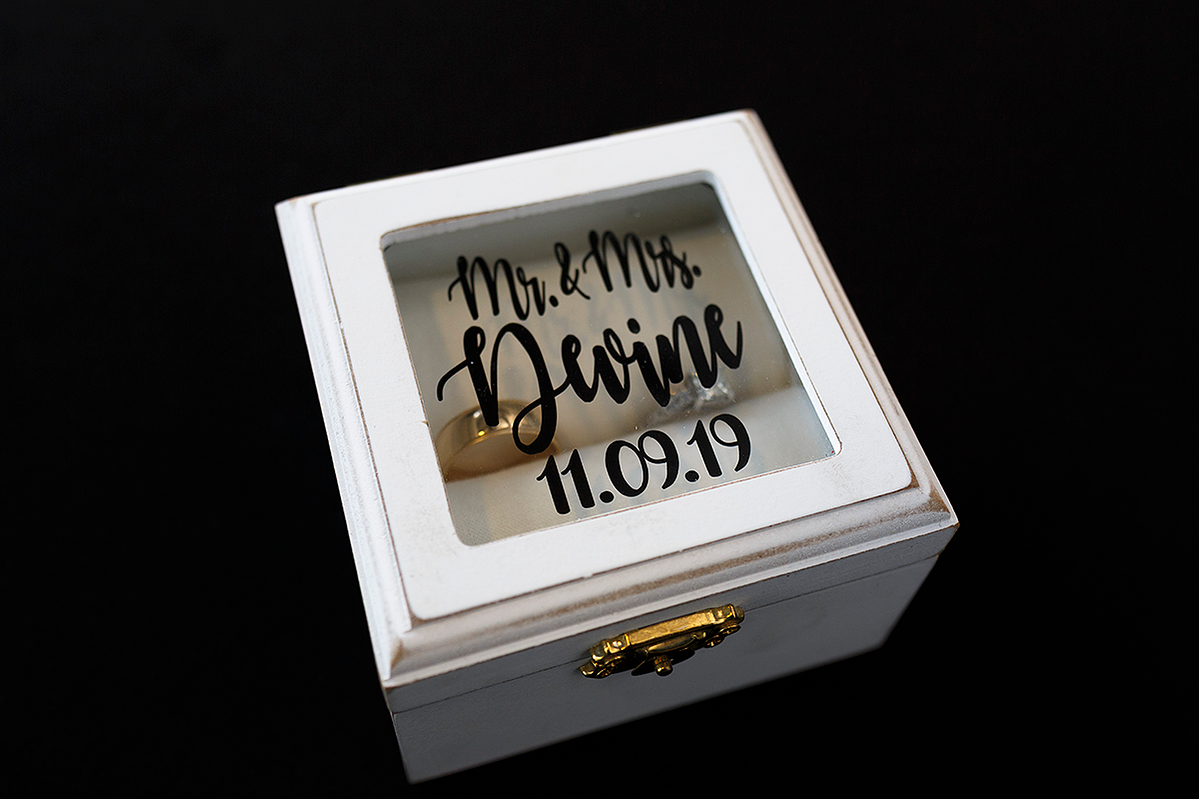 Mr. & Mrs.
Devine
11.09.19